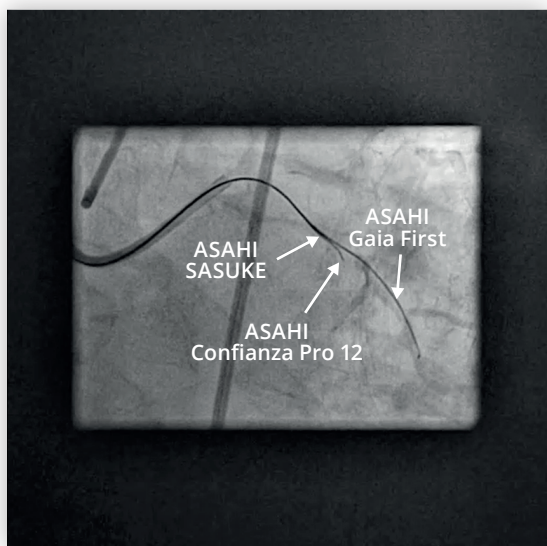 ASAHI
Gaia First
ASAHI
SASUKE
ASAHI
Confianza Pro 12